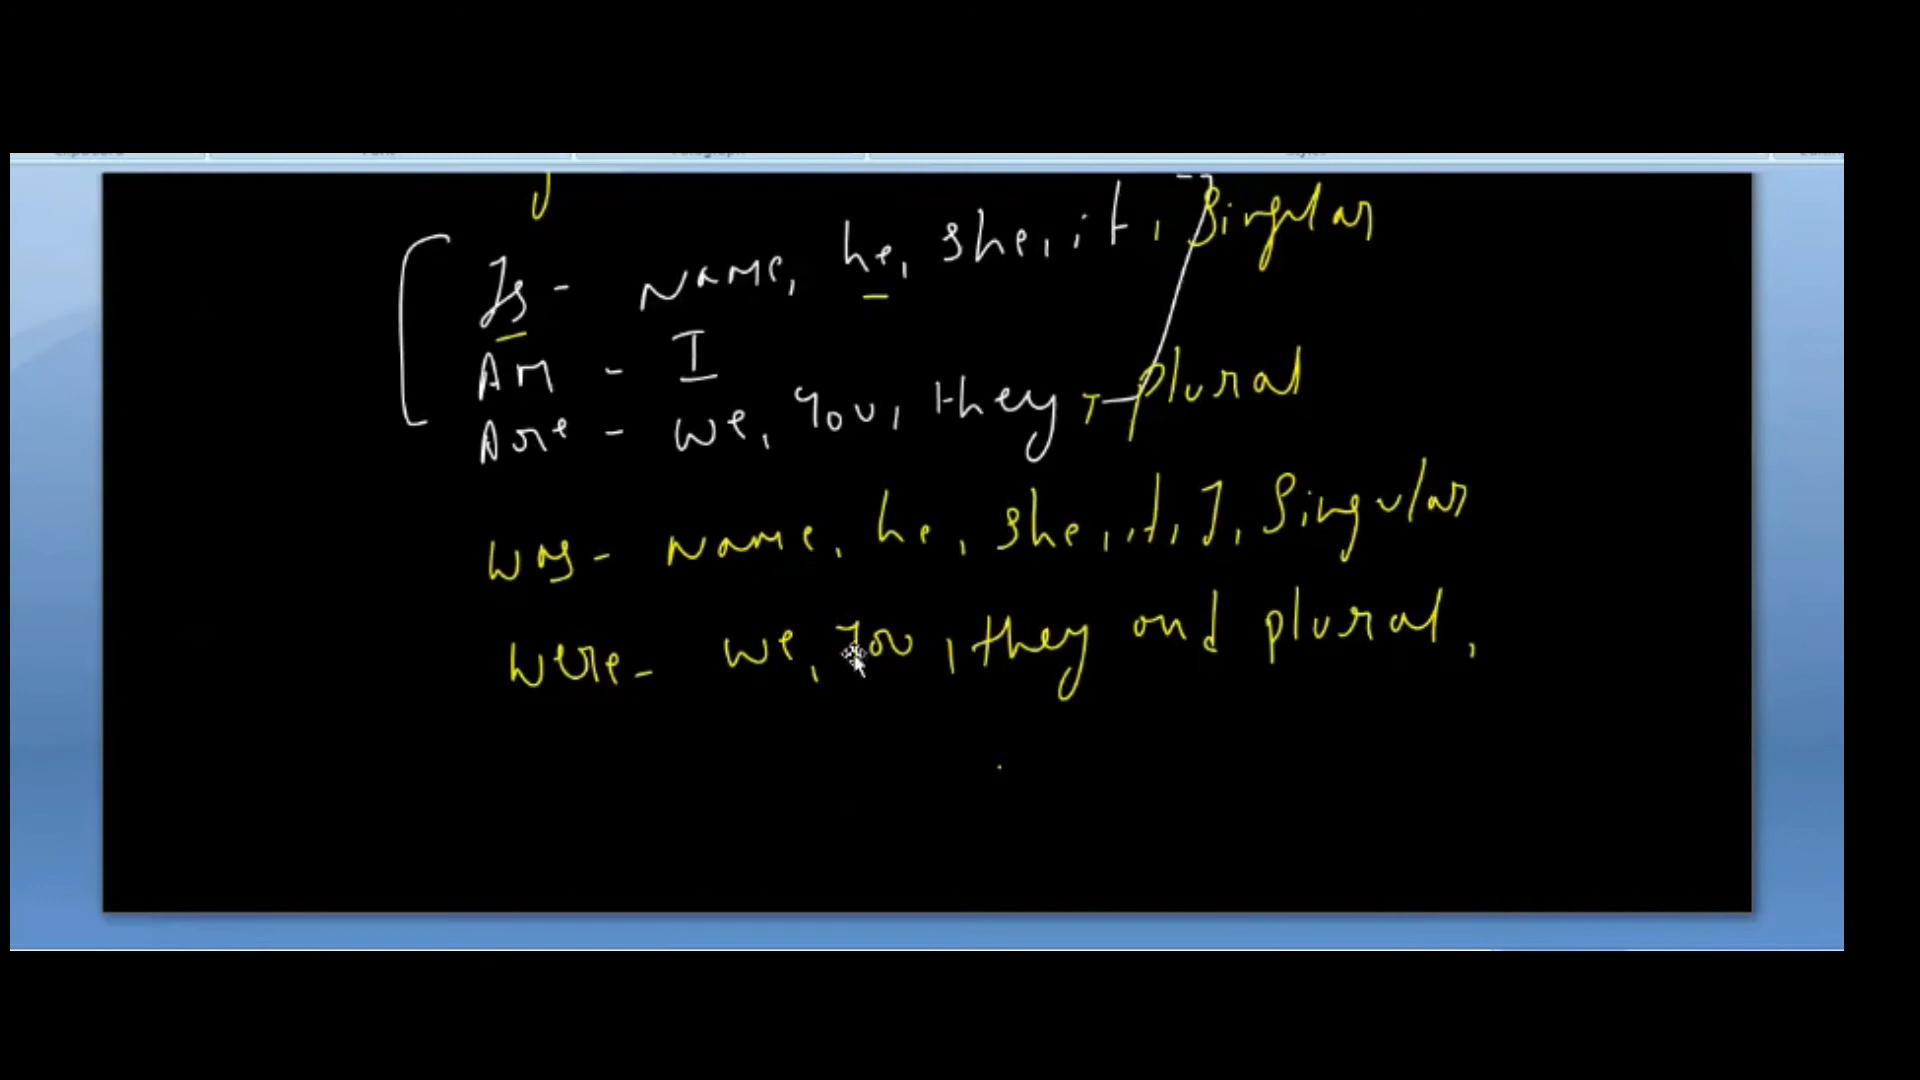 Is - Name, he, she, it, Singular
Am - I
Are - we, You, they, plural
Was - Name, he, she, it, I, Singular
Were - we, You, they and plural,